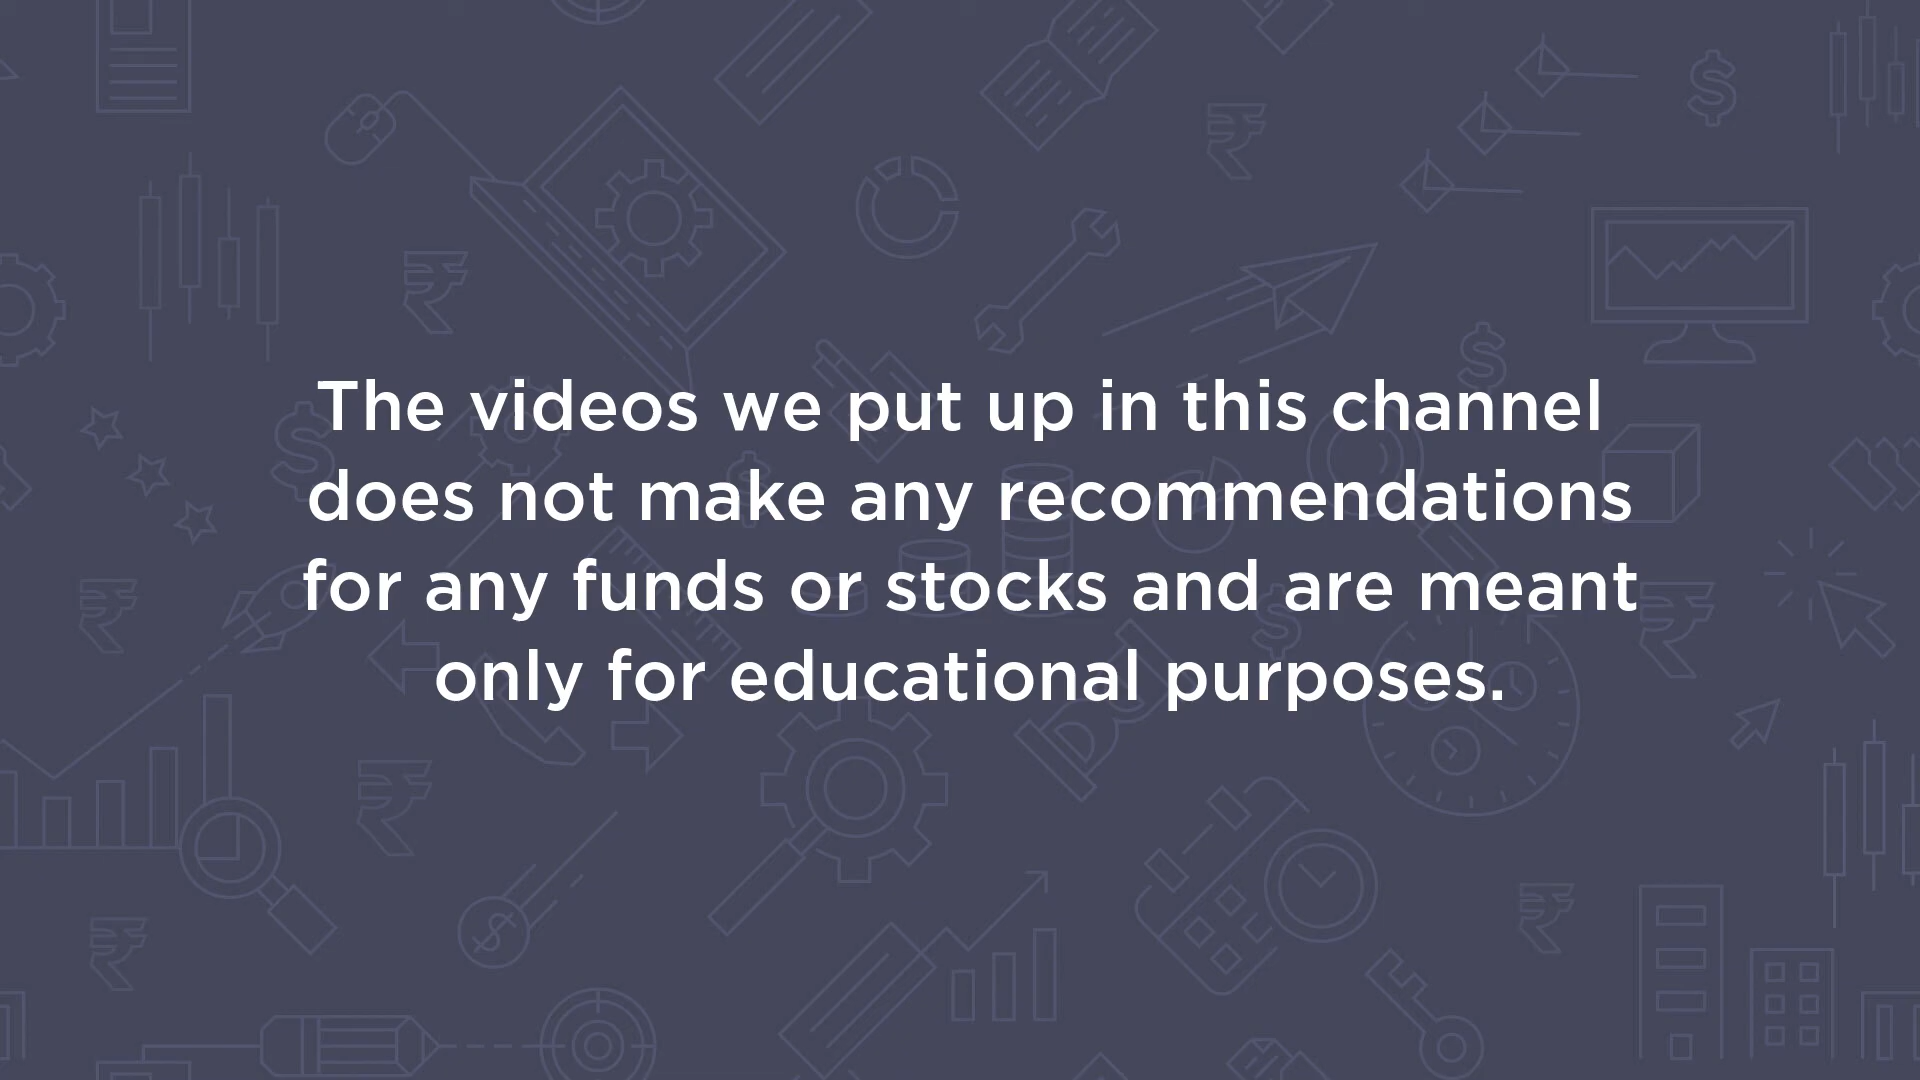 The videos we put up in this channel
does not make any recommendations
for any funds or stocks and are meant
only for educational purposes.